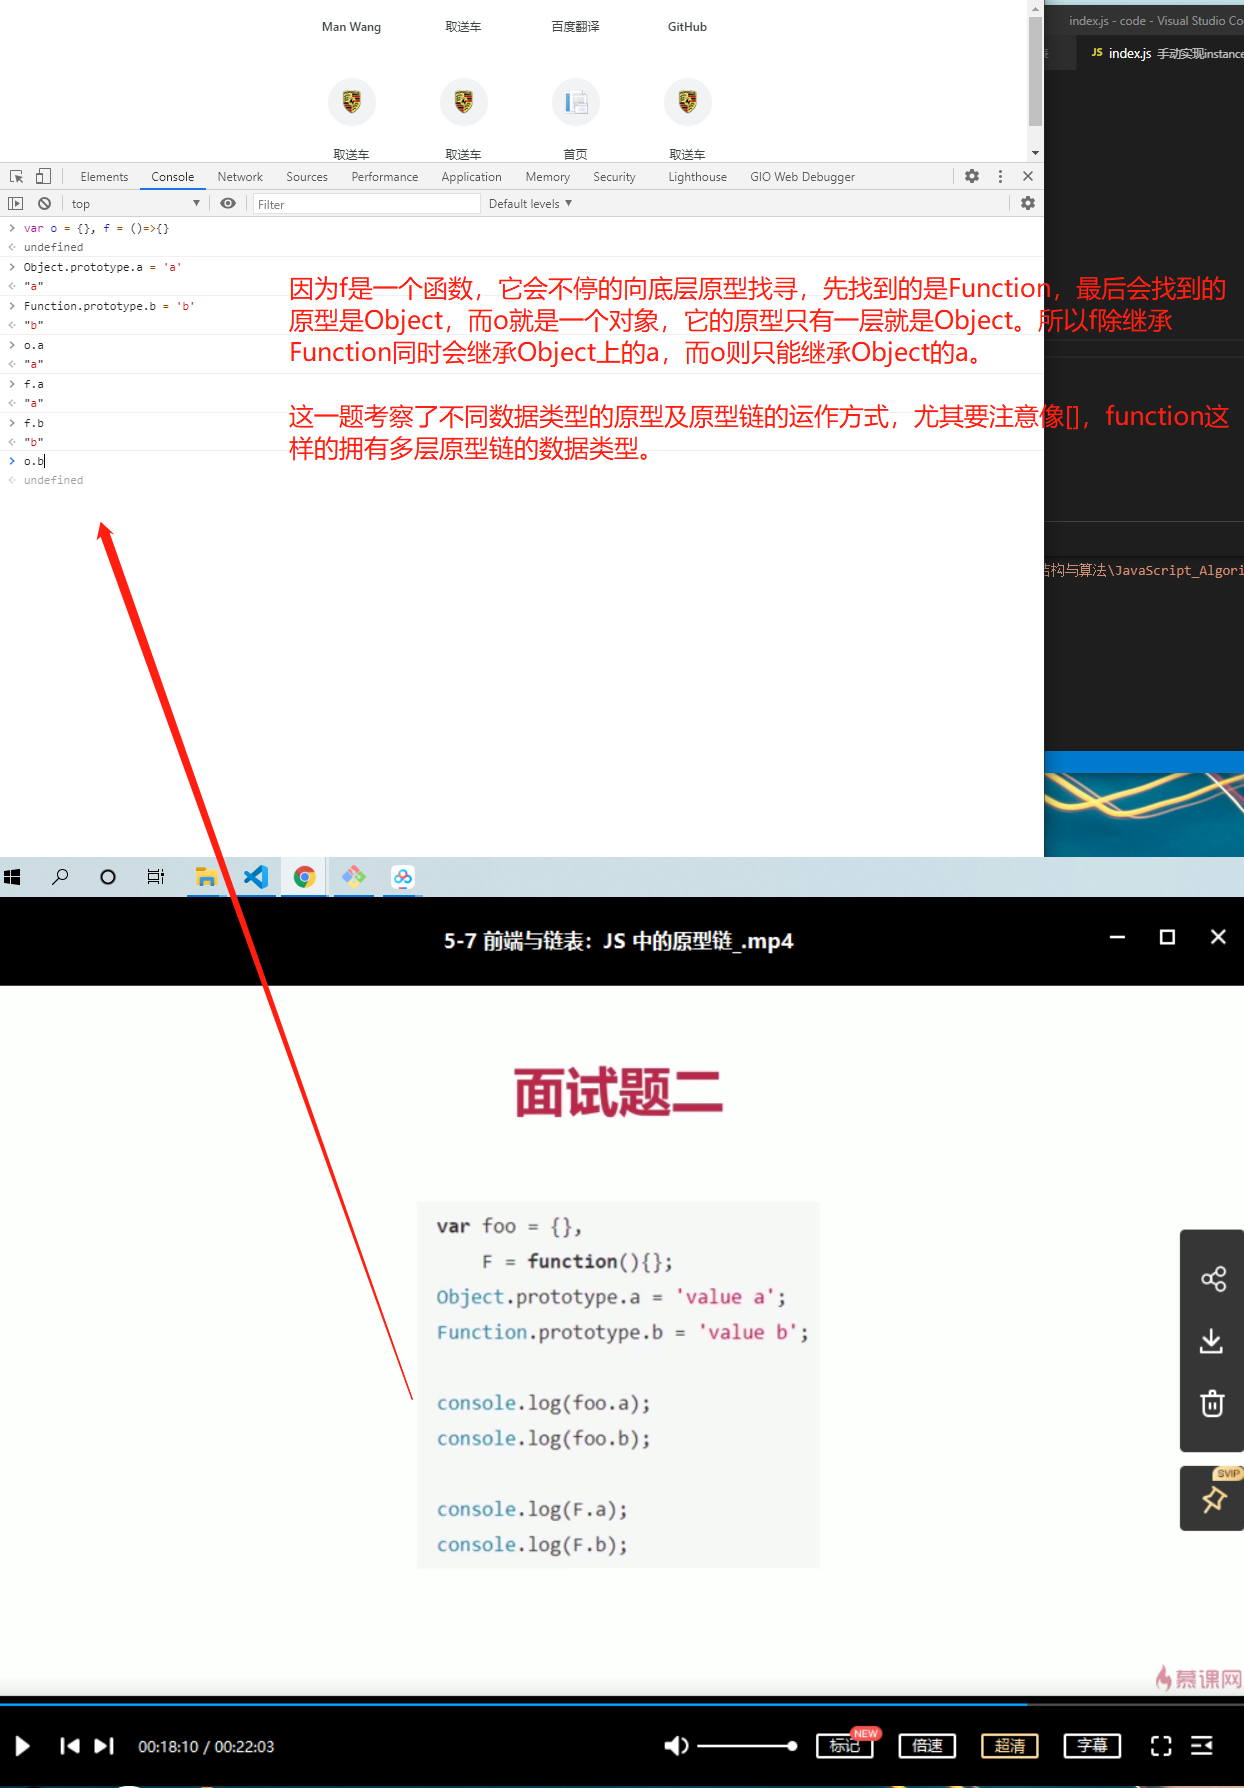 Man Wang 取送车 百度翻译 GitHub
取送车 取送车 首页 取送车
index.js - code - Visual Studio Co
JS index.js 手动实现instance
Elements Console Network Sources Performance Application Memory Security Lighthouse GIO Web Debugger
top Filter Default levels
> var o = {}, f = ()=>{}
undefined
> Object.prototype.a = 'a'
"a"
> Function.prototype.b = 'b'
"b"
> o.a
"a"
> f.a
"a"
> f.b
"b"
> o.b
undefined
因为f是一个函数，它会不停的向底层原型找寻，先找到的是Function，最后会找到的
原型是Object，而o就是一个对象，它的原型只有一层就是Object。所以f除继承
Function同时会继承Object上的a，而o则只能继承Object的a。
这一题考察了不同数据类型的原型及原型链的运作方式，尤其要注意像[]，function这
样的拥有多层原型链的数据类型。
结构与算法\JavaScript_Algori
5-7 前端与链表：JS 中的原型链_.mp4
面试题二
var foo = {},
F = function(){};
Object.prototype.a = 'value a';
Function.prototype.b = 'value b';
console.log(foo.a);
console.log(foo.b);
console.log(F.a);
console.log(F.b);
SVIP
慕课网
00:18:10 / 00:22:03 标记 NEW 倍速 超清 字幕